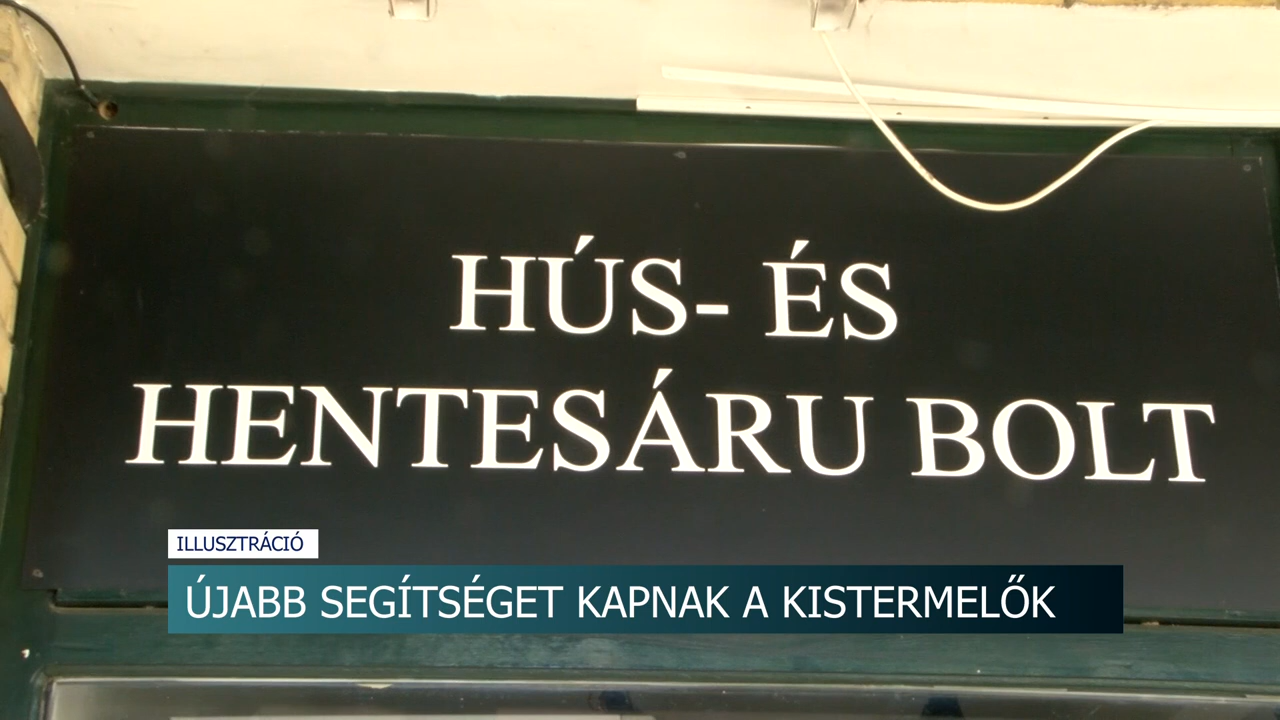 HÚS- ÉS
HENTESÁRU BOLT
ILLUSZTRÁCIÓ
ÚJABB SEGÍTSÉGET KAPNAK A KISTERMELŐK